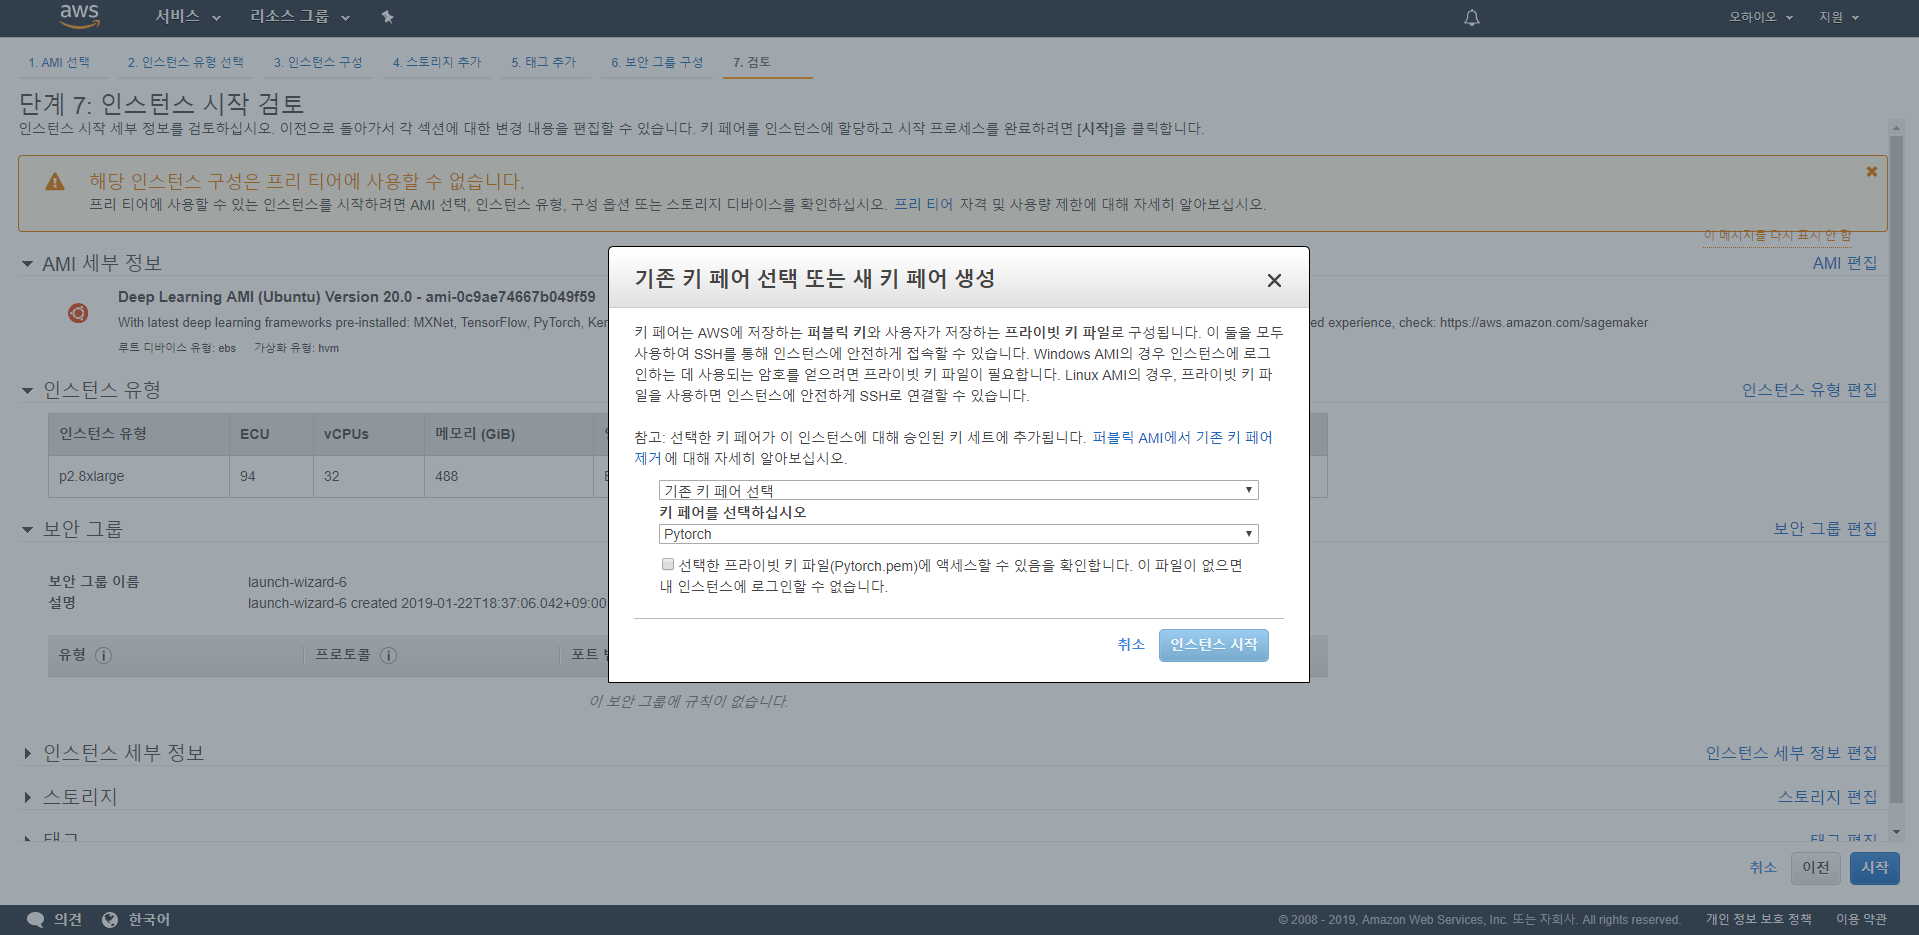 aws 서비스 리소스 그룹 오하이오 지원
1. AMI 선택 2. 인스턴스 유형 선택 3. 인스턴스 구성 4. 스토리지 추가 5. 태그 추가 6. 보안 그룹 구성 7. 검토
단계 7: 인스턴스 시작 검토
인스턴스 시작 세부 정보를 검토하십시오. 이전으로 돌아가서 각 섹션에 대한 변경 내용을 편집할 수 있습니다. 키 페어를 인스턴스에 할당하고 시작 프로세스를 완료하려면 [시작]을 클릭합니다.
해당 인스턴스 구성은 프리 티어에 사용할 수 없습니다.
프리 티어에 사용할 수 있는 인스턴스를 시작하려면 AMI 선택, 인스턴스 유형, 구성 옵션 또는 스토리지 디바이스를 확인하십시오. 프리 티어 자격 및 사용량 제한에 대해 자세히 알아보십시오.
이 메시지를 다시 표시 안 함
AMI 세부 정보 AMI 편집
Deep Learning AMI (Ubuntu) Version 20.0 - ami-0c9ae74667b049f59
With latest deep learning frameworks pre-installed: MXNet, TensorFlow, PyTorch, Ker ed experience, check: https://aws.amazon.com/sagemaker
루트 디바이스 유형: ebs 가상화 유형: hvm
인스턴스 유형 인스턴스 유형 편집
인스턴스 유형 ECU vCPUs 메모리 (GiB)
p2.8xlarge 94 32 488
보안 그룹 보안 그룹 편집
보안 그룹 이름 launch-wizard-6
설명 launch-wizard-6 created 2019-01-22T18:37:06.042+09:00
유형 프로토콜 포트
이 보안 그룹에 규칙이 없습니다.
인스턴스 세부 정보 인스턴스 세부 정보 편집
스토리지 스토리지 편집
태그 태그 편집
기존 키 페어 선택 또는 새 키 페어 생성
키 페어는 AWS에 저장하는 퍼블릭 키와 사용자가 저장하는 프라이빗 키 파일로 구성됩니다. 이 둘을 모두
사용하여 SSH를 통해 인스턴스에 안전하게 접속할 수 있습니다. Windows AMI의 경우 인스턴스에 로그
인하는 데 사용되는 암호를 얻으려면 프라이빗 키 파일이 필요합니다. Linux AMI의 경우, 프라이빗 키 파
일을 사용하면 인스턴스에 안전하게 SSH로 연결할 수 있습니다.
참고: 선택한 키 페어가 이 인스턴스에 대해 승인된 키 세트에 추가됩니다. 퍼블릭 AMI에서 기존 키 페어
제거 에 대해 자세히 알아보십시오.
기존 키 페어 선택
키 페어를 선택하십시오
Pytorch
선택한 프라이빗 키 파일(Pytorch.pem)에 액세스할 수 있음을 확인합니다. 이 파일이 없으면
내 인스턴스에 로그인할 수 없습니다.
취소 인스턴스 시작
취소 이전 시작
의견 한국어 © 2008 - 2019, Amazon Web Services, Inc. 또는 자회사. All rights reserved. 개인 정보 보호 정책 이용 약관